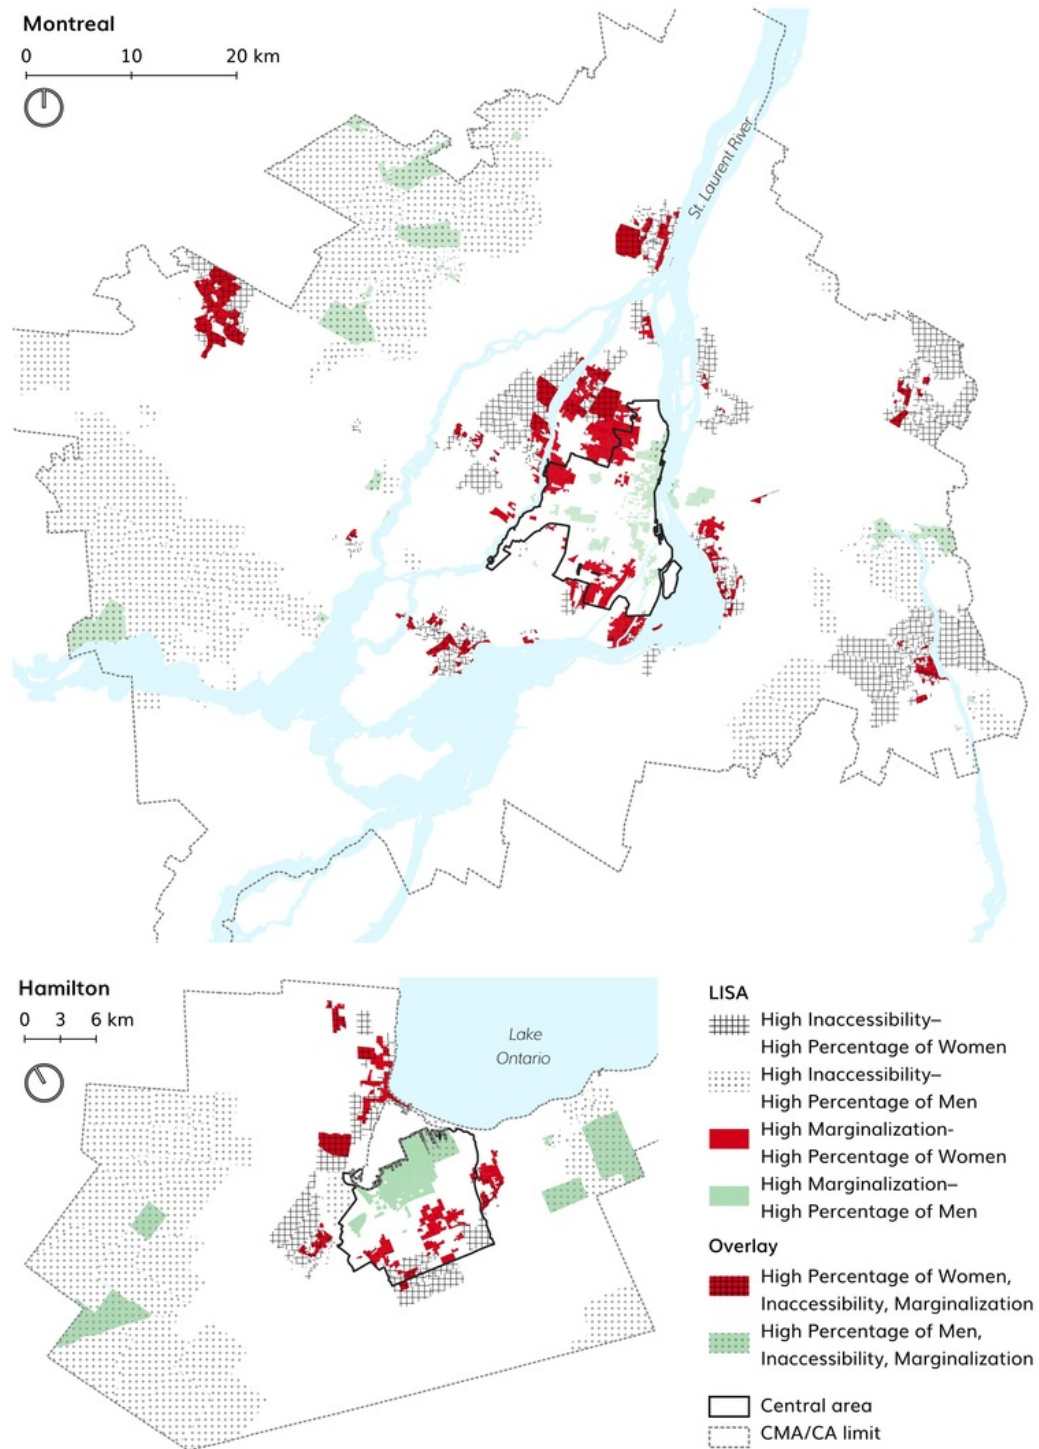 Montreal
0 10 20 km
St. Laurent River
Hamilton
0 3 6 km
Lake
Ontario
LISA
High Inaccessibility–
High Percentage of Women
High Inaccessibility–
High Percentage of Men
High Marginalization-
High Percentage of Women
High Marginalization–
High Percentage of Men
Overlay
High Percentage of Women,
Inaccessibility, Marginalization
High Percentage of Men,
Inaccessibility, Marginalization
Central area
CMA/CA limit